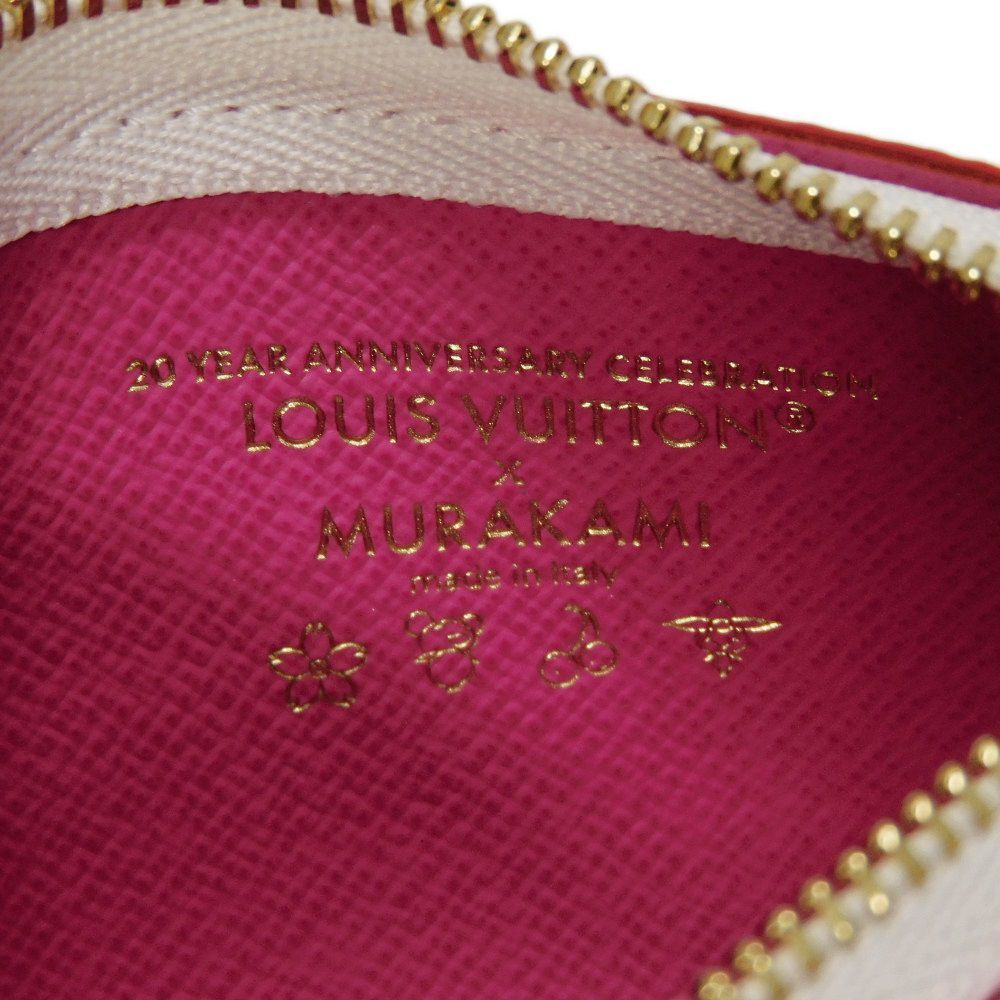 20 YEAR ANNIVERSARY CELEBRATION
LOUIS VUITTON®
x
MURAKAMI
made in Italy